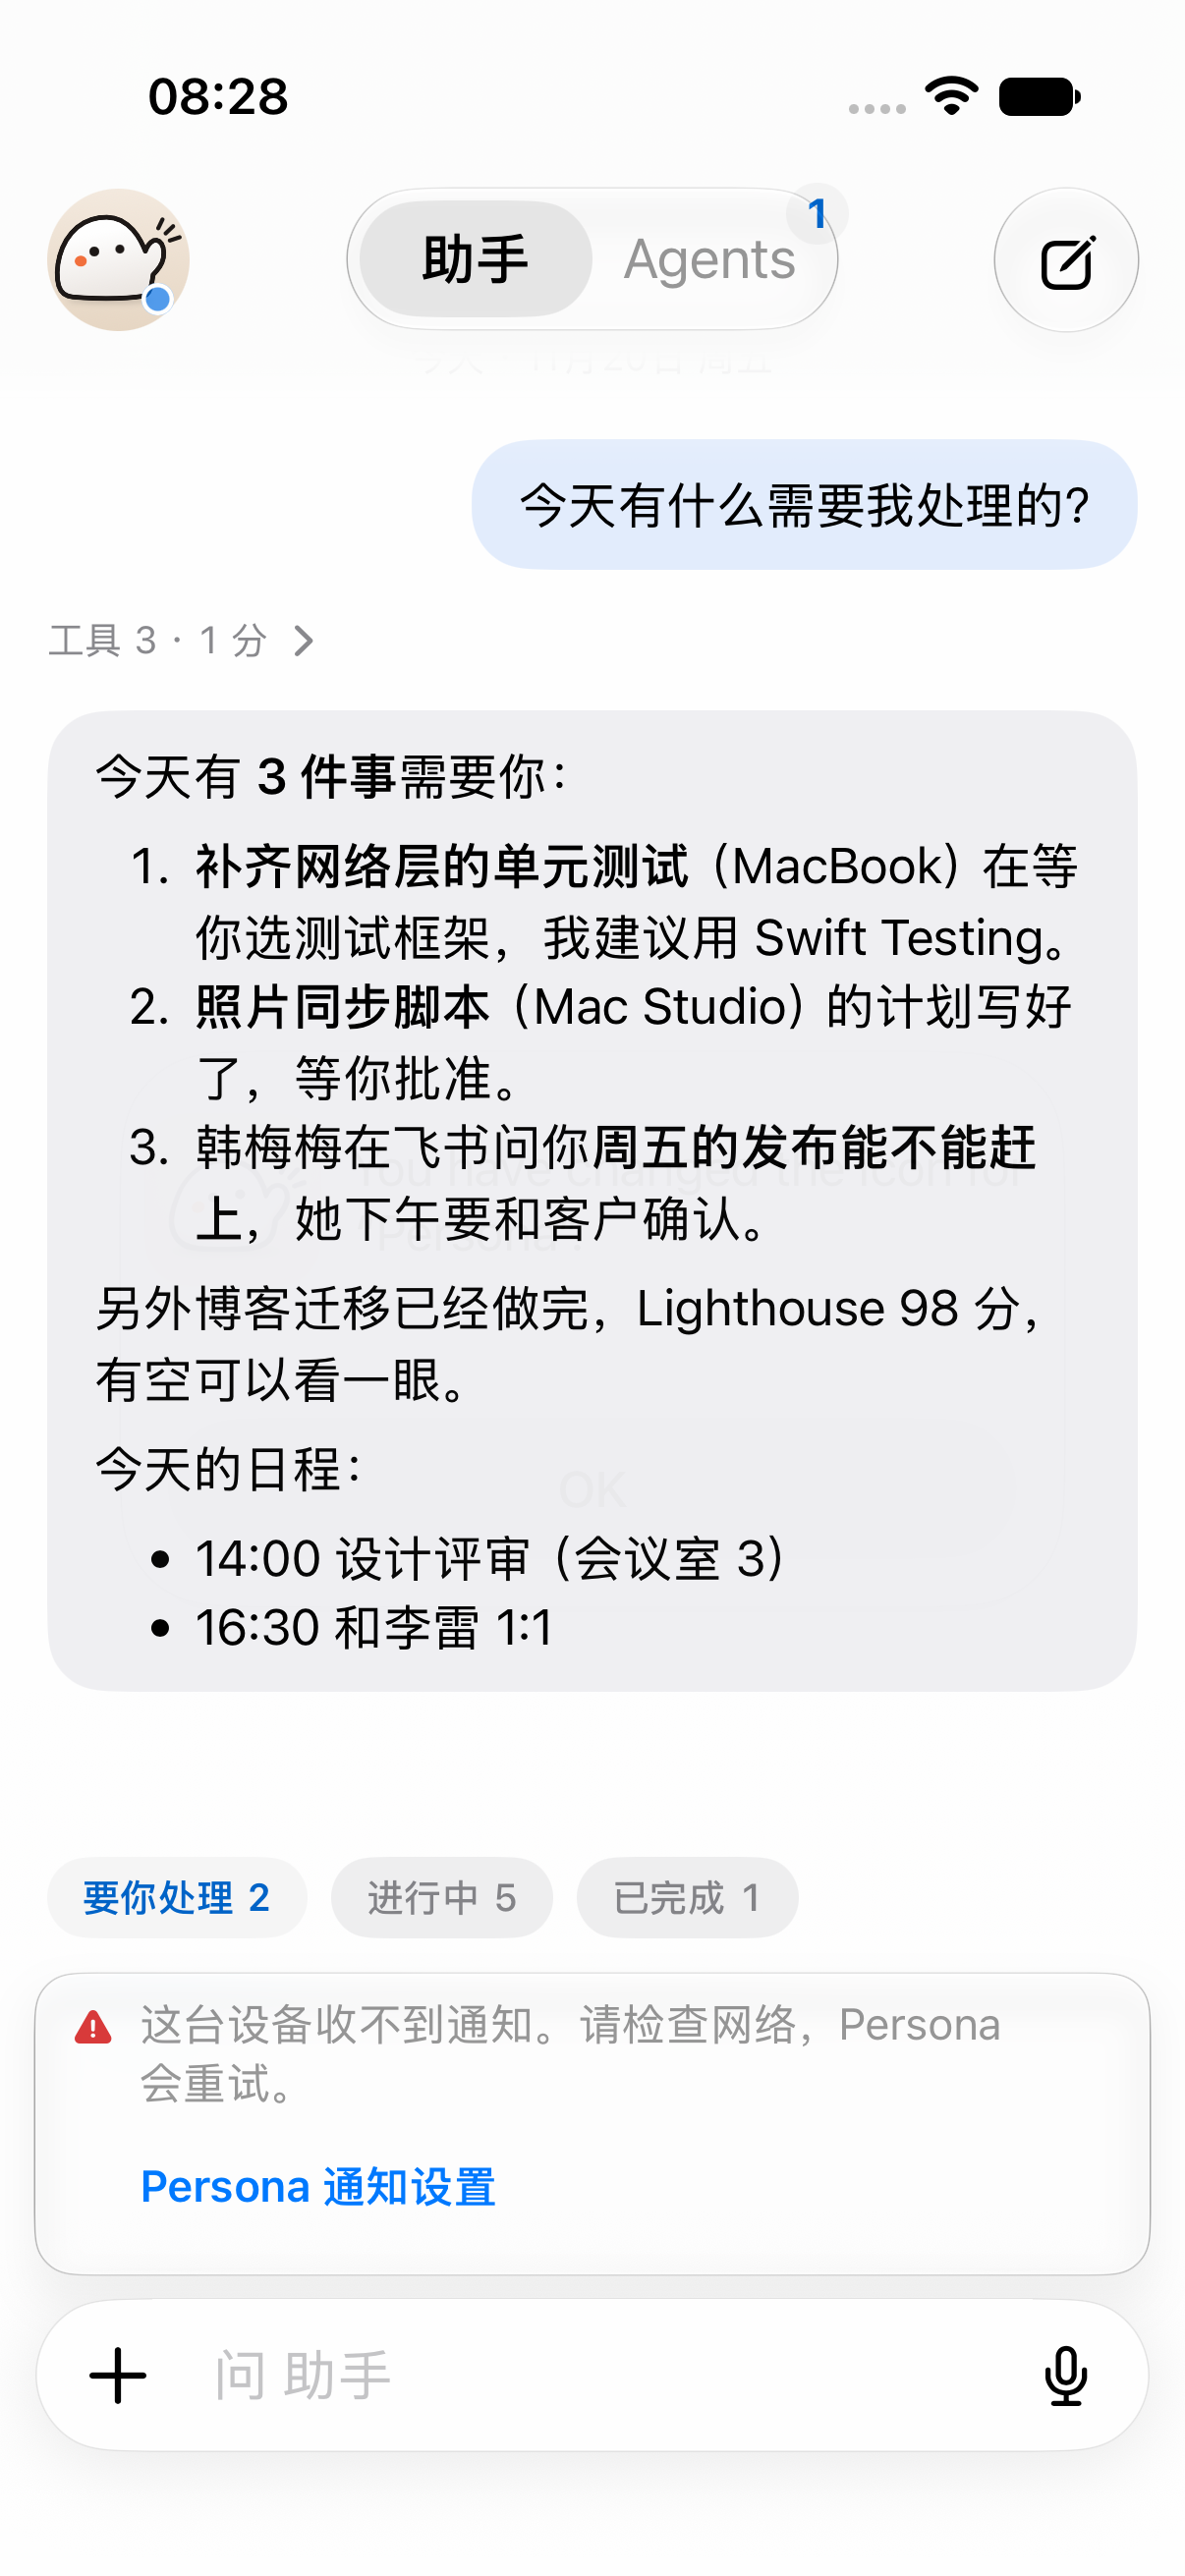 08:28
助手
Agents
1
今天有什么需要我处理的?
工具 3 · 1 分
今天有 3 件事需要你：
1. 补齐网络层的单元测试（MacBook）在等
你选测试框架，我建议用 Swift Testing。
2. 照片同步脚本（Mac Studio）的计划写好
了，等你批准。
3. 韩梅梅在飞书问你周五的发布能不能赶
上，她下午要和客户确认。
另外博客迁移已经做完，Lighthouse 98 分，
有空可以看一眼。
今天的日程：
OK
• 14:00 设计评审（会议室 3）
• 16:30 和李雷 1:1
要你处理 2
进行中 5
已完成 1
这台设备收不到通知。请检查网络，Persona
会重试。
Persona 通知设置
问 助手